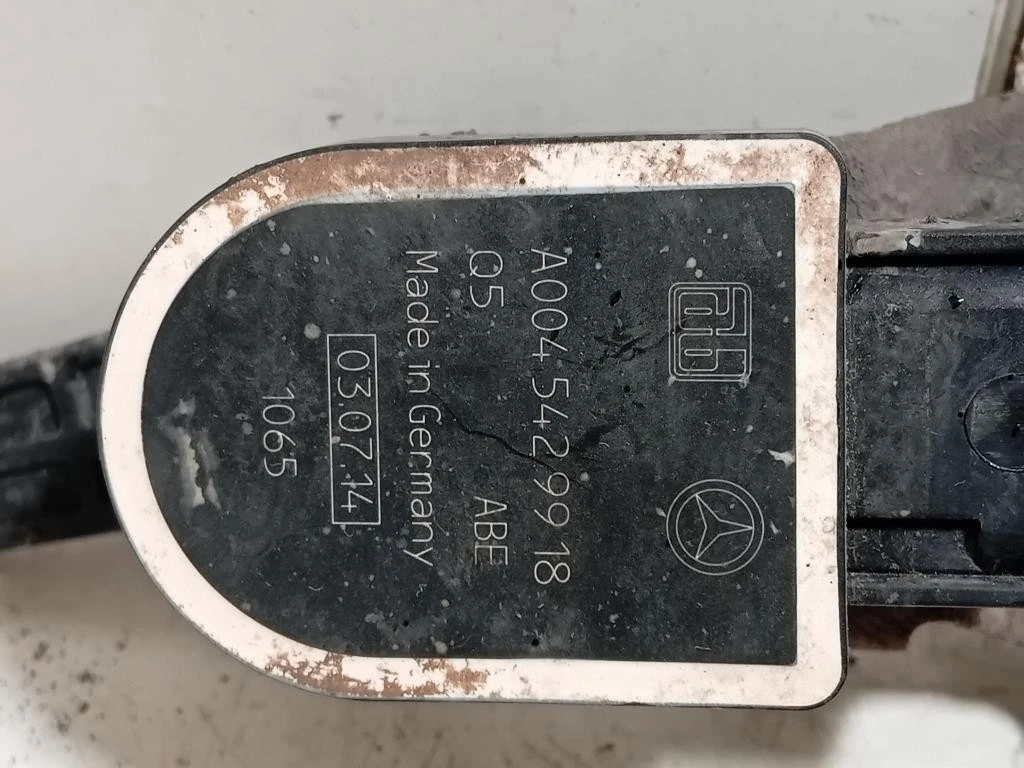 A004 542 99 18
Q5 ABE
Made in Germany
03.07.14
1065